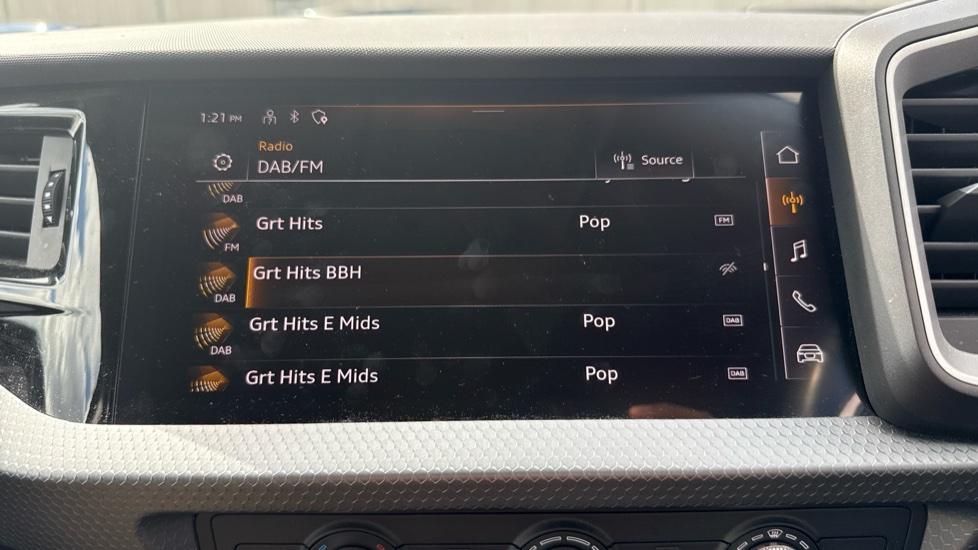 1:21 PM
Radio
DAB/FM
Source
DAB
Grt Hits Pop FM
FM
Grt Hits BBH
DAB
Grt Hits E Mids Pop DAB
DAB
Grt Hits E Mids Pop DAB